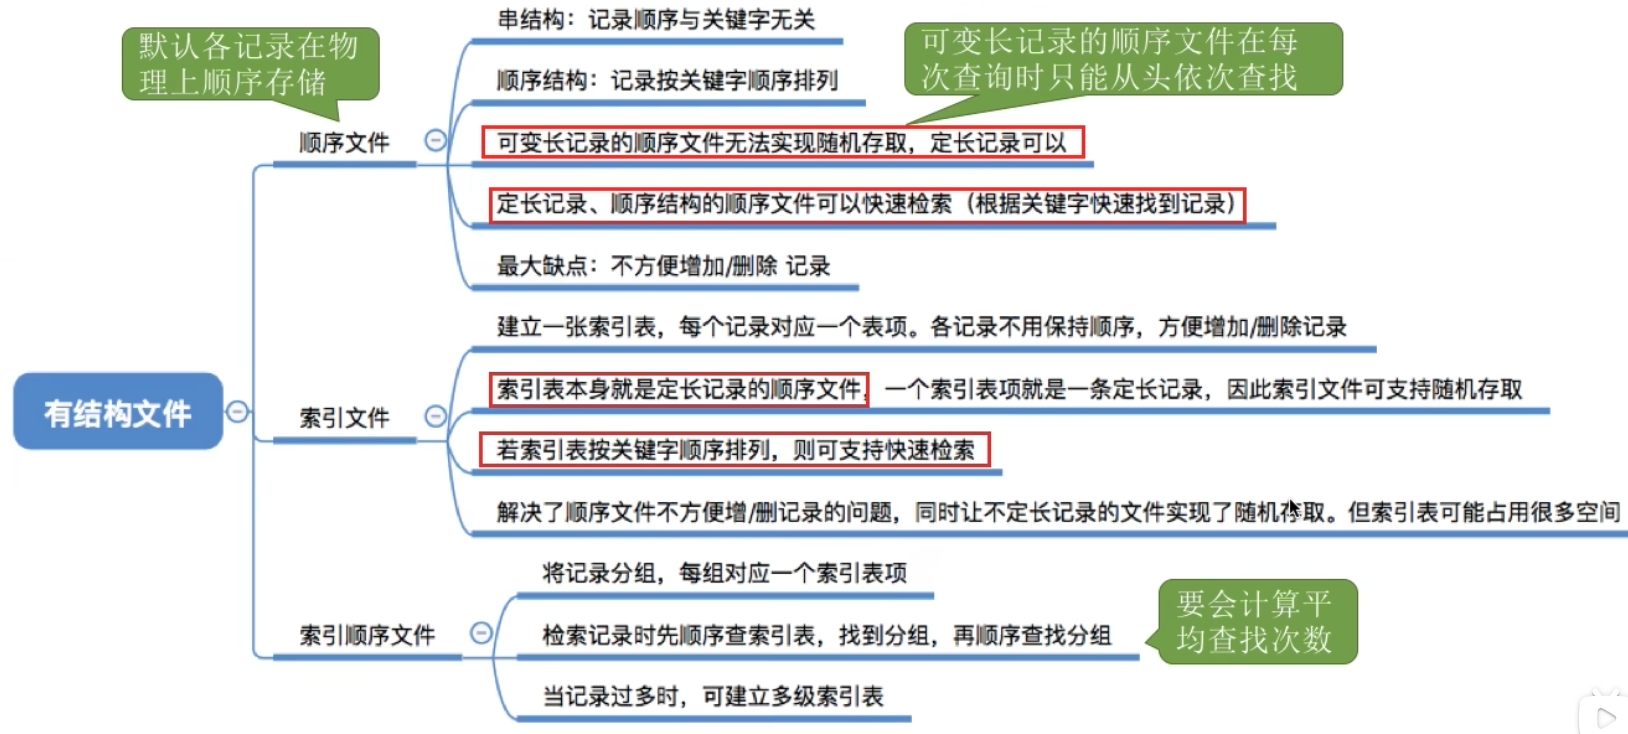 串结构：记录顺序与关键字无关
默认各记录在物
理上顺序存储
可变长记录的顺序文件在每
次查询时只能从头依次查找
顺序结构：记录按关键字顺序排列
顺序文件
可变长记录的顺序文件无法实现随机存取，定长记录可以
定长记录、顺序结构的顺序文件可以快速检索（根据关键字快速找到记录）
最大缺点：不方便增加/删除 记录
建立一张索引表，每个记录对应一个表项。各记录不用保持顺序，方便增加/删除记录
有结构文件
索引文件
索引表本身就是定长记录的顺序文件，一个索引表项就是一条定长记录，因此索引文件可支持随机存取
若索引表按关键字顺序排列，则可支持快速检索
解决了顺序文件不方便增/删记录的问题，同时让不定长记录的文件实现了随机存取。但索引表可能占用很多空间
将记录分组，每组对应一个索引表项
索引顺序文件
检索记录时先顺序查索引表，找到分组，再顺序查找分组
要会计算平
均查找次数
当记录过多时，可建立多级索引表